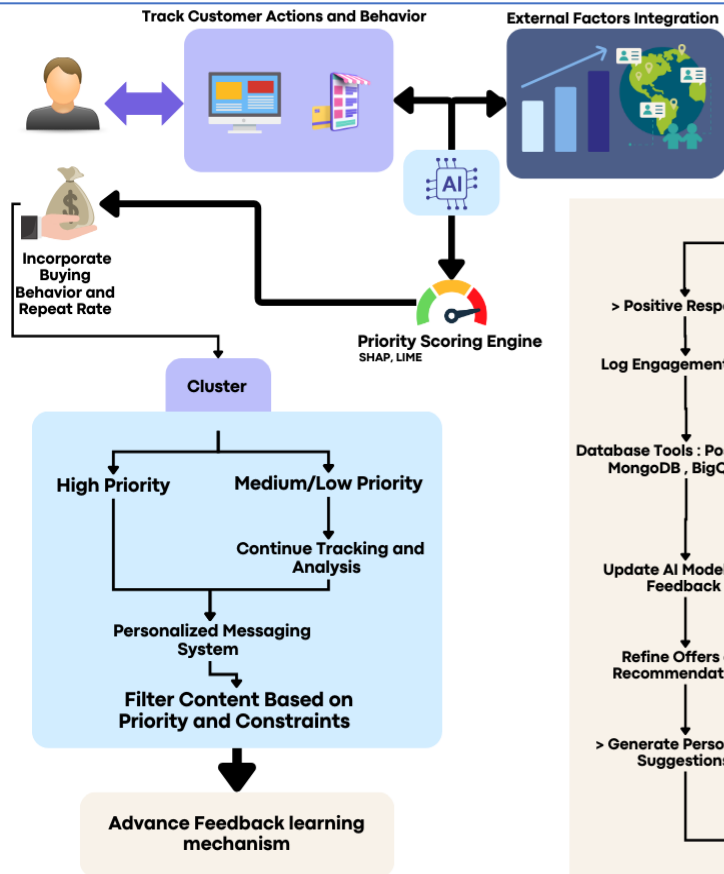 Track Customer Actions and Behavior
External Factors Integration
AI
$
Incorporate
Buying
Behavior and
Repeat Rate
Priority Scoring Engine
SHAP, LIME
Cluster
High Priority
Medium/Low Priority
Continue Tracking and
Analysis
Personalized Messaging
System
Filter Content Based on
Priority and Constraints
Advance Feedback learning
mechanism
> Positive
Log
Database Tools :
MongoDB ,
Update AI
Feedback
Refine Offers
> Generate